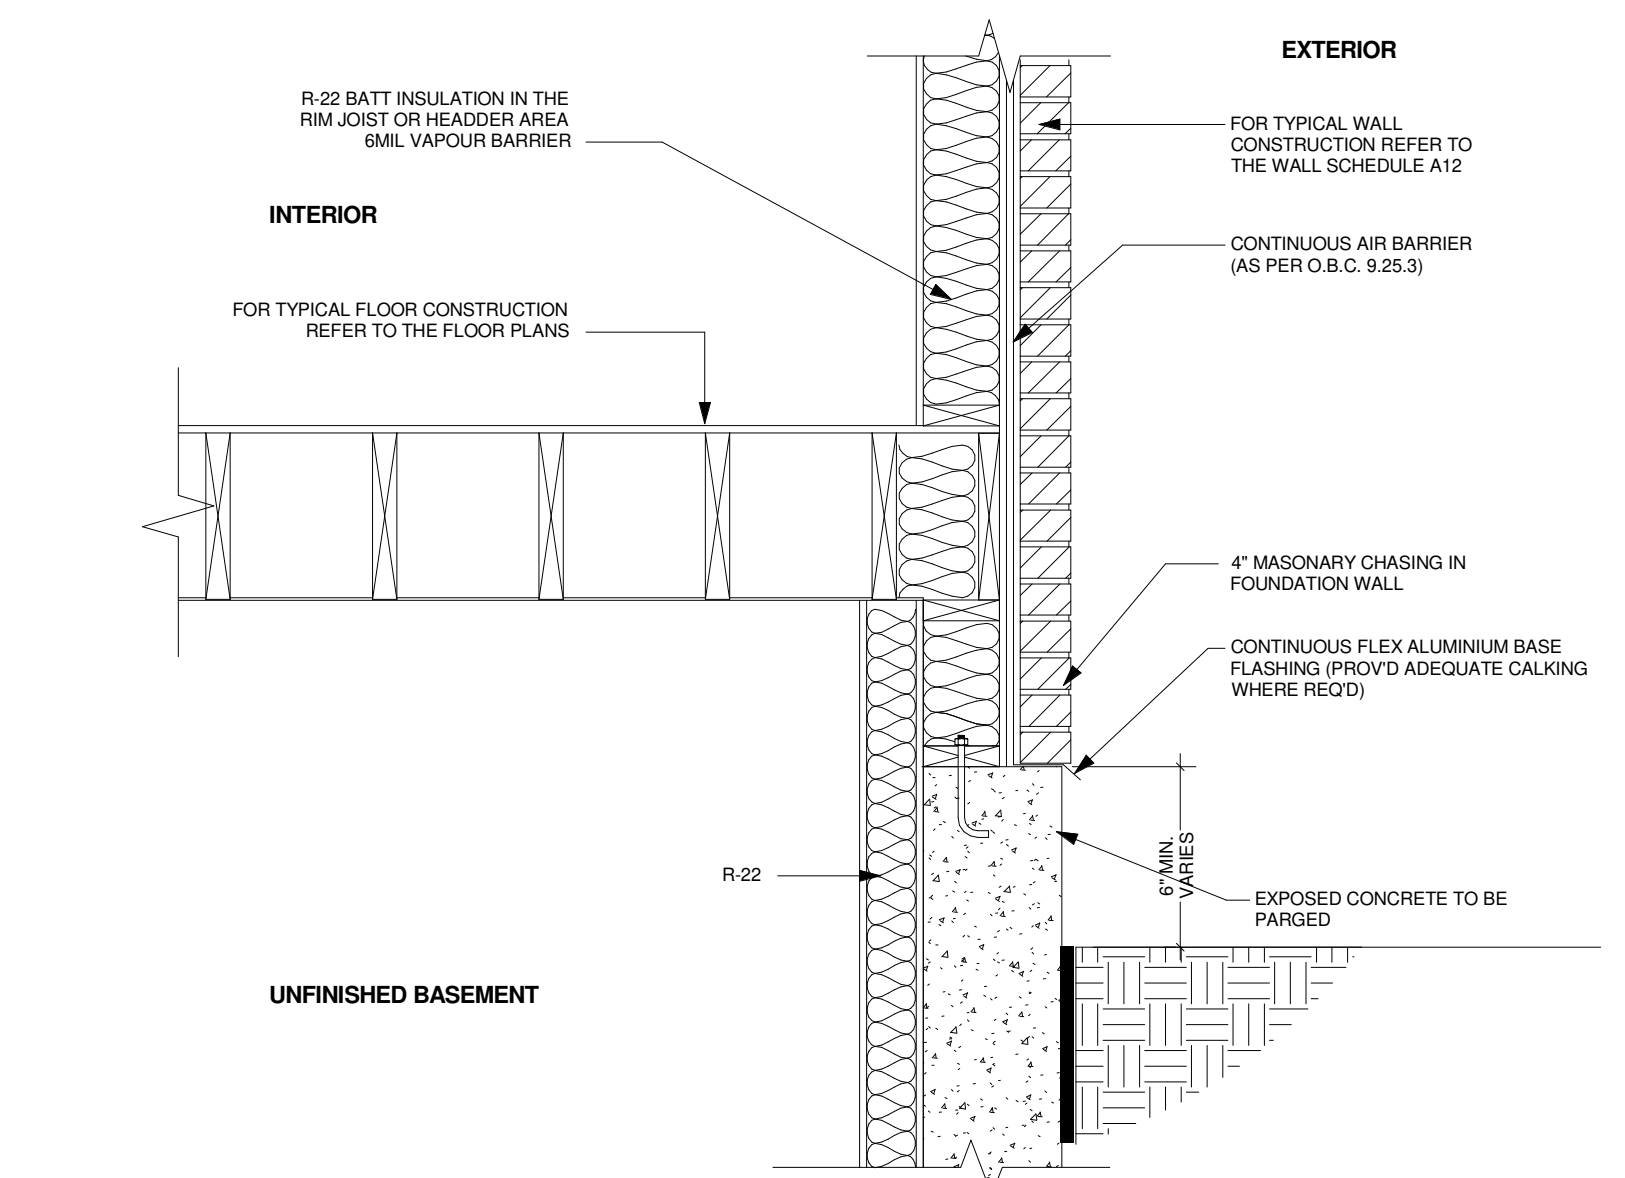 EXTERIOR
R-22 BATT INSULATION IN THE
RIM JOIST OR HEADDER AREA
6MIL VAPOUR BARRIER
FOR TYPICAL WALL
CONSTRUCTION REFER TO
THE WALL SCHEDULE A12
INTERIOR
CONTINUOUS AIR BARRIER
(AS PER O.B.C. 9.25.3)
FOR TYPICAL FLOOR CONSTRUCTION
REFER TO THE FLOOR PLANS
4" MASONARY CHASING IN
FOUNDATION WALL
CONTINUOUS FLEX ALUMINIUM BASE
FLASHING (PROV'D ADEQUATE CALKING
WHERE REQ'D)
6" MIN.
VARIES
R-22
EXPOSED CONCRETE TO BE
PARGED
UNFINISHED BASEMENT